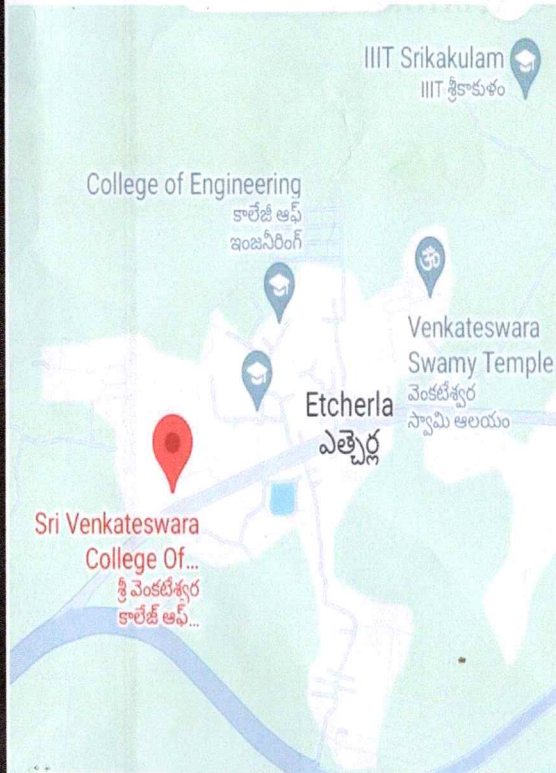 IIIT Srikakulam
IIIT శ్రీకాకుళం
College of Engineering
కాలేజీ ఆఫ్
ఇంజనీరింగ్
Venkateswara
Swamy Temple
వెంకటేశ్వర
స్వామి ఆలయం
Etcherla
ఎత్చెర్ల
Sri Venkateswara
College Of...
శ్రీ వెంకటేశ్వర
కాలేజ్ ఆఫ్...